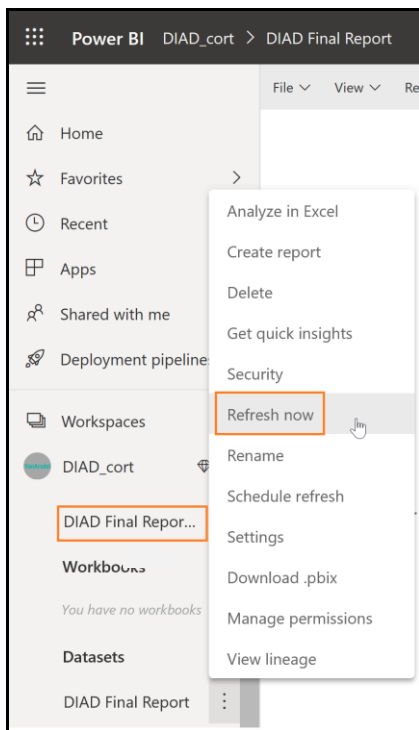 Power BI DIAD_cort > DIAD Final Report
File View Re
Home
Favorites
Recent
Apps
Shared with me
Deployment pipeline
Workspaces
DIAD_cort
DIAD Final Repor...
Workbooks
You have no workbooks
Datasets
DIAD Final Report
Analyze in Excel
Create report
Delete
Get quick insights
Security
Refresh now
Rename
Schedule refresh
Settings
Download .pbix
Manage permissions
View lineage